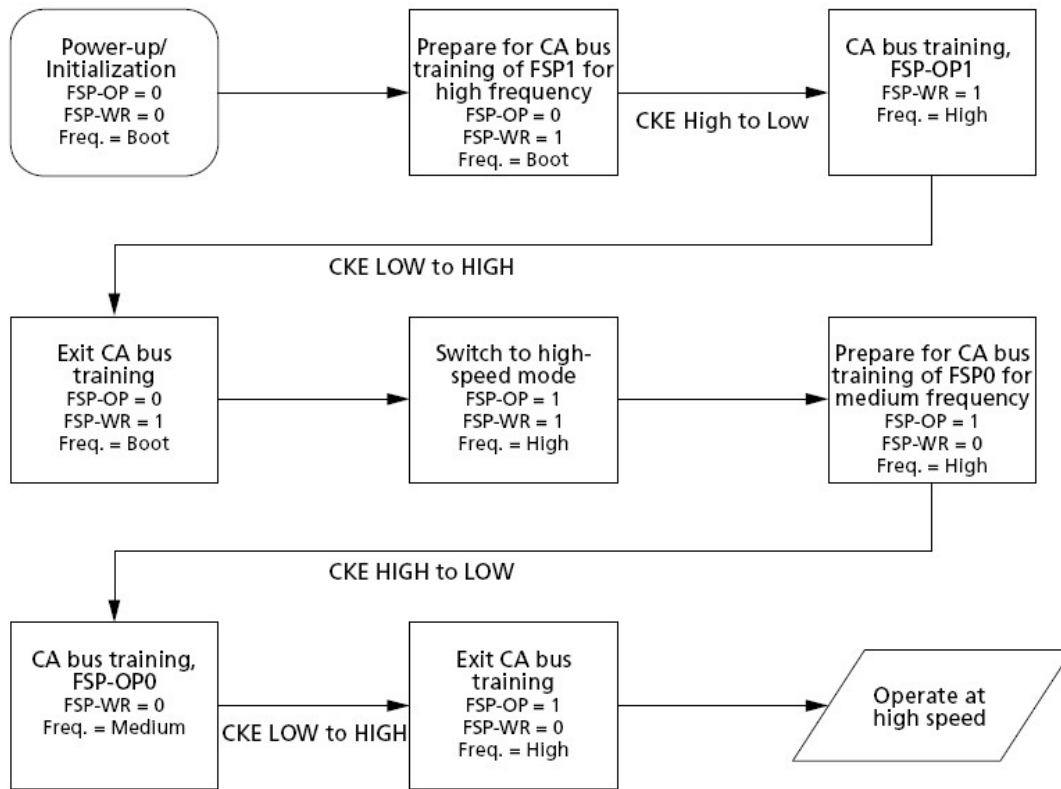 Power-up/
Initialization
FSP-OP = 0
FSP-WR = 0
Freq. = Boot
Prepare for CA bus
training of FSP1 for
high frequency
FSP-OP = 0
FSP-WR = 1
Freq. = Boot
CKE High to Low
CA bus training,
FSP-OP1
FSP-WR = 1
Freq. = High
CKE LOW to HIGH
Exit CA bus
training
FSP-OP = 0
FSP-WR = 1
Freq. = Boot
Switch to high-
speed mode
FSP-OP = 1
FSP-WR = 1
Freq. = High
Prepare for CA bus
training of FSP0 for
medium frequency
FSP-OP = 1
FSP-WR = 0
Freq. = High
CKE HIGH to LOW
CA bus training,
FSP-OP0
FSP-WR = 0
Freq. = Medium
CKE LOW to HIGH
Exit CA bus
training
FSP-OP = 1
FSP-WR = 0
Freq. = High
Operate at
high speed